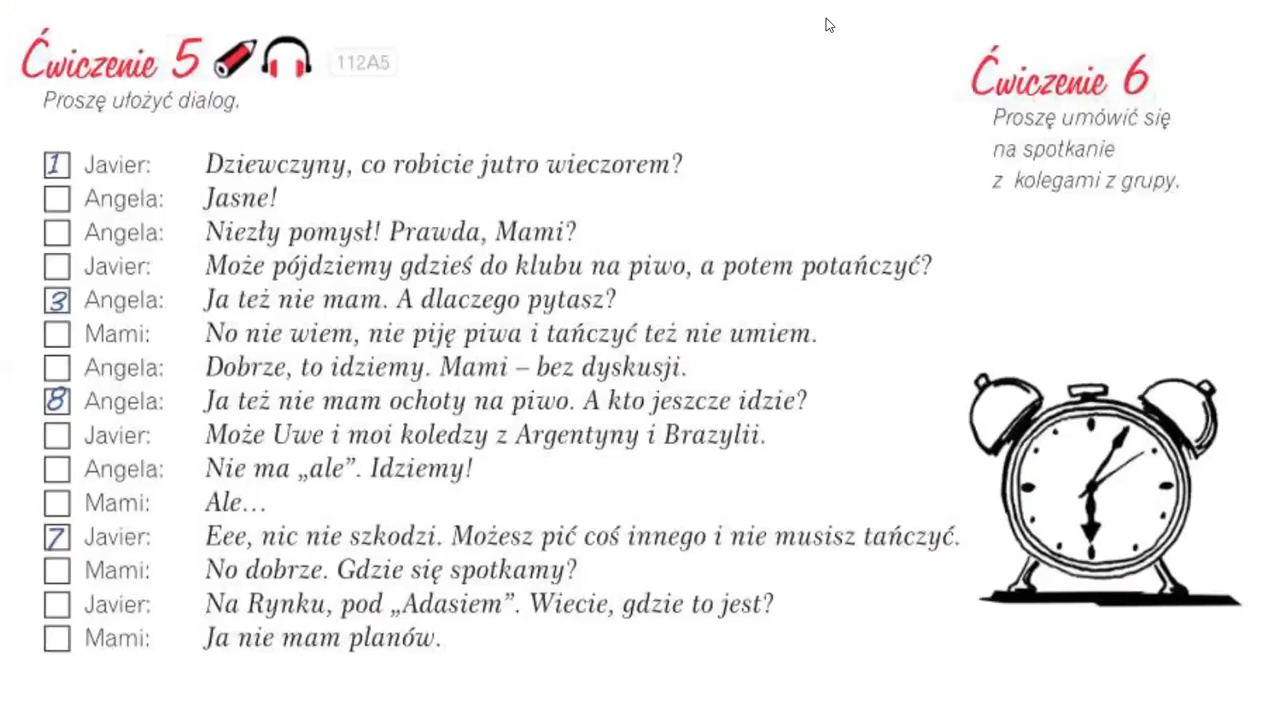 Ćwiczenie 5 112A5
Proszę ułożyć dialog.
1 Javier: Dziewczyny, co robicie jutro wieczorem?
Angela: Jasne!
Angela: Niezły pomysł! Prawda, Mami?
Javier: Może pójdziemy gdzieś do klubu na piwo, a potem potańczyć?
3 Angela: Ja też nie mam. A dlaczego pytasz?
Mami: No nie wiem, nie piję piwa i tańczyć też nie umiem.
Angela: Dobrze, to idziemy. Mami – bez dyskusji.
8 Angela: Ja też nie mam ochoty na piwo. A kto jeszcze idzie?
Javier: Może Uwe i moi koledzy z Argentyny i Brazylii.
Angela: Nie ma „ale”. Idziemy!
Mami: Ale...
7 Javier: Eee, nic nie szkodzi. Możesz pić coś innego i nie musisz tańczyć.
Mami: No dobrze. Gdzie się spotkamy?
Javier: Na Rynku, pod „Adasiem”. Wiecie, gdzie to jest?
Mami: Ja nie mam planów.
Ćwiczenie 6
Proszę umówić się
na spotkanie
z kolegami z grupy.